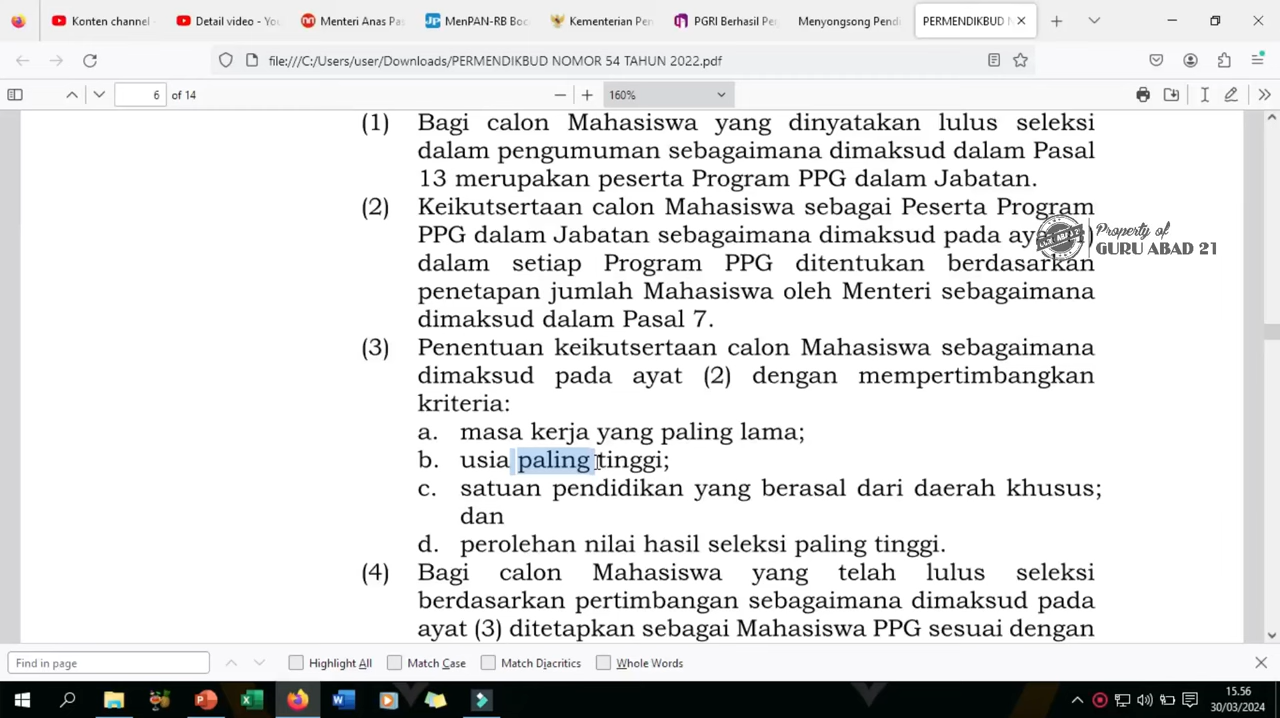 Konten channel
Detail video - You
Menteri Anas Pa
MenPAN-RB Bo
Kementerian Pen
PGRI Berhasil Per
Menyongsong Pendi
PERMENDIKBUD
file:///C:/Users/user/Downloads/PERMENDIKBUD NOMOR 54 TAHUN 2022.pdf
6 of 14
160%
(1) Bagi calon Mahasiswa yang dinyatakan lulus seleksi
dalam pengumuman sebagaimana dimaksud dalam Pasal
13 merupakan peserta Program PPG dalam Jabatan.
(2) Keikutsertaan calon Mahasiswa sebagai Peserta Program
PPG dalam Jabatan sebagaimana dimaksud pada
dalam setiap Program PPG ditentukan berdasarkan
penetapan jumlah Mahasiswa oleh Menteri sebagaimana
dimaksud dalam Pasal 7.
Property of
GURU ABAD 21
(3) Penentuan keikutsertaan calon Mahasiswa sebagaimana
dimaksud pada ayat (2) dengan mempertimbangkan
kriteria:
a. masa kerja yang paling lama;
b. usia paling tinggi;
c. satuan pendidikan yang berasal dari daerah khusus;
dan
d. perolehan nilai hasil seleksi paling tinggi.
(4) Bagi calon Mahasiswa yang telah lulus seleksi
berdasarkan pertimbangan sebagaimana dimaksud pada
ayat (3) ditetapkan sebagai Mahasiswa PPG sesuai dengan
Find in page
Highlight All
Match Case
Match Diacritics
Whole Words
15.56
30/03/2024